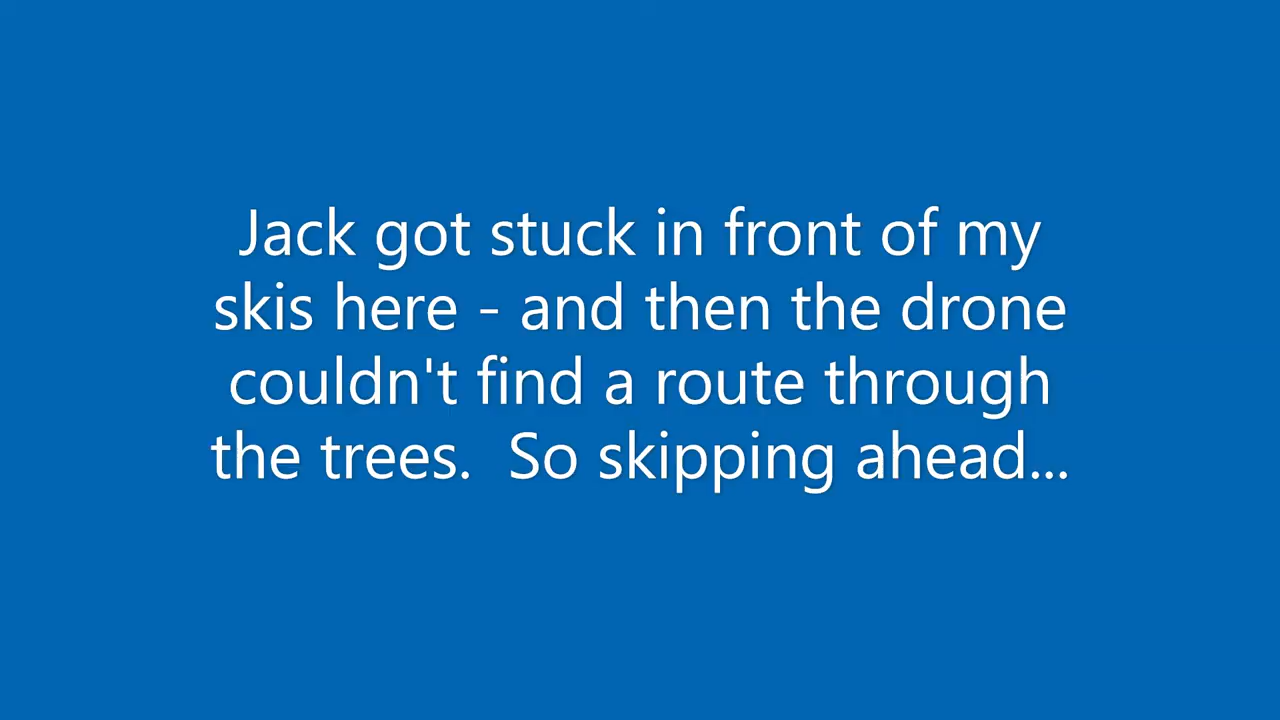 Jack got stuck in front of my
skis here - and then the drone
couldn't find a route through
the trees.  So skipping ahead...